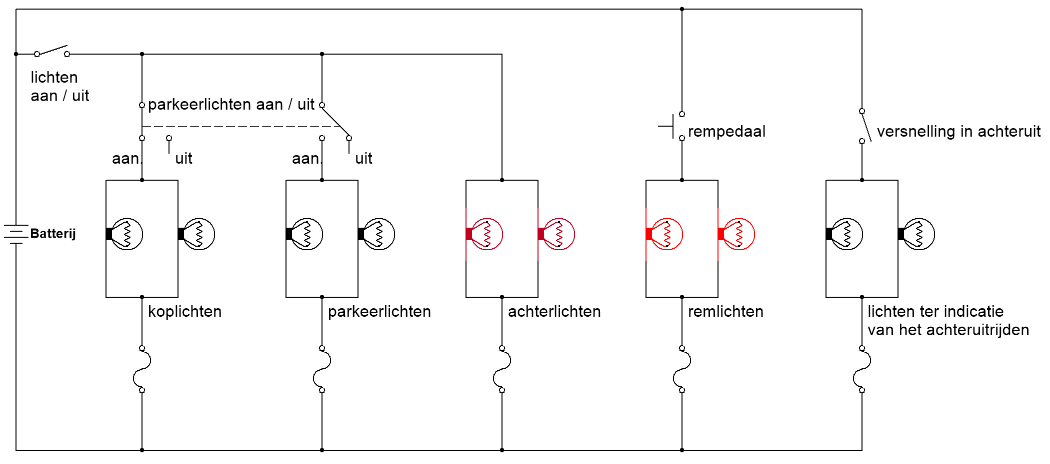 lichten
aan / uit
parkeerlichten aan / uit
rempedaal
versnelling in achteruit
aan.
uit
aan.
uit
Batterij
koplichten
parkeerlichten
achterlichten
remlichten
lichten ter indicatie
van het achteruitrijden